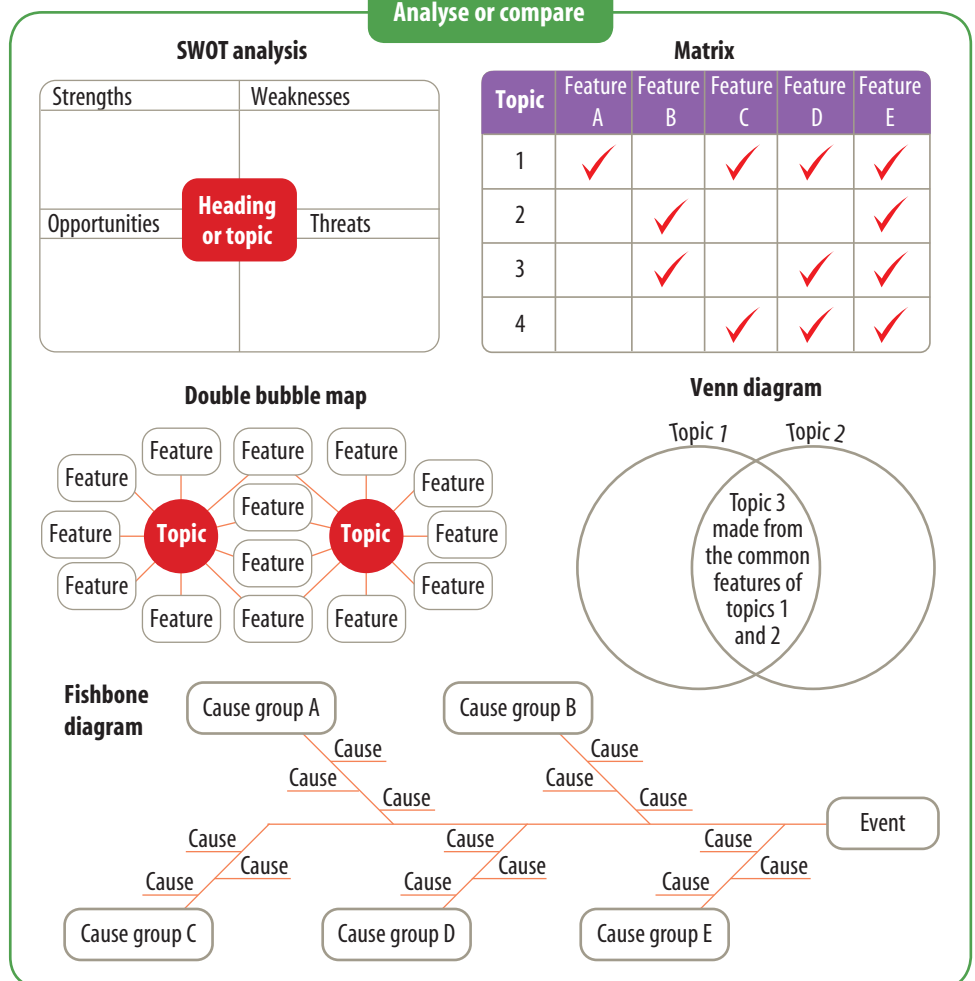 Analyse or compare
SWOT analysis
Strengths
Weaknesses
Opportunities
Heading
or topic
Threats
Matrix
Topic
Feature A
Feature B
Feature C
Feature D
Feature E
1
2
3
4
Double bubble map
Feature
Feature
Feature
Feature
Feature
Feature
Feature
Feature
Topic
Topic
Feature
Feature
Feature
Feature
Feature
Feature
Feature
Feature
Venn diagram
Topic 1
Topic 2
Topic 3
made from
the common
features of
topics 1
and 2
Fishbone
diagram
Cause group A
Cause group B
Cause
Cause
Cause
Cause
Cause
Cause
Event
Cause
Cause
Cause
Cause
Cause
Cause
Cause
Cause
Cause
Cause group C
Cause group D
Cause group E